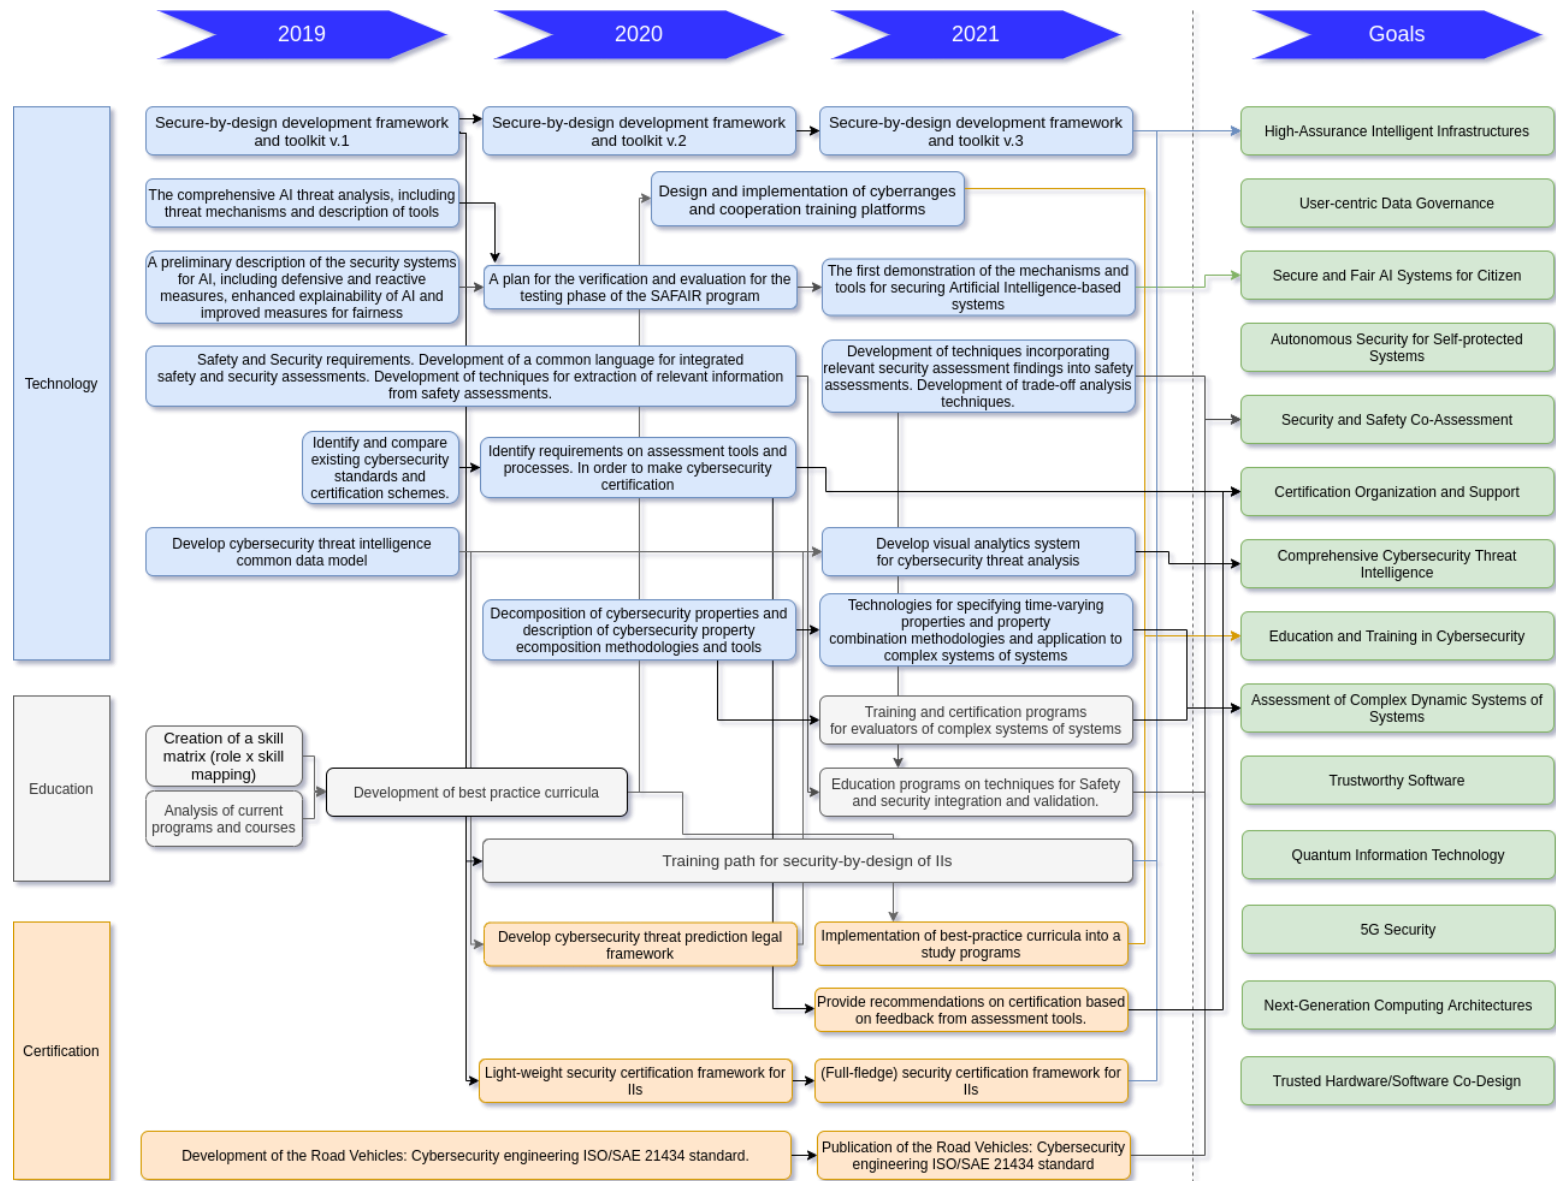 2019
2020
2021
Goals
Technology
Secure-by-design development framework
and toolkit v.1
Secure-by-design development framework
and toolkit v.2
Secure-by-design development framework
and toolkit v.3
High-Assurance Intelligent Infrastructures
The comprehensive AI threat analysis, including
threat mechanisms and description of tools
Design and implementation of cyberranges
and cooperation training platforms
User-centric Data Governance
A preliminary description of the security systems
for AI, including defensive and reactive
measures, enhanced explainability of AI and
improved measures for fairness
A plan for the verification and evaluation for the
testing phase of the SAFAIR program
The first demonstration of the mechanisms and
tools for securing Artificial Intelligence-based
systems
Secure and Fair AI Systems for Citizen
Autonomous Security for Self-protected
Systems
Safety and Security requirements. Development of a common language for integrated
safety and security assessments. Development of techniques for extraction of relevant information
from safety assessments.
Development of techniques incorporating
relevant security assessment findings into safety
assessments. Development of trade-off analysis
techniques.
Security and Safety Co-Assessment
Identify and compare
existing cybersecurity
standards and
certification schemes.
Identify requirements on assessment tools and
processes. In order to make cybersecurity
certification
Certification Organization and Support
Develop cybersecurity threat intelligence
common data model
Develop visual analytics system
for cybersecurity threat analysis
Comprehensive Cybersecurity Threat
Intelligence
Decomposition of cybersecurity properties and
description of cybersecurity property
ecomposition methodologies and tools
Technologies for specifying time-varying
properties and property
combination methodologies and application to
complex systems of systems
Education and Training in Cybersecurity
Education
Training and certification programs
for evaluators of complex systems of systems
Assessment of Complex Dynamic Systems of
Systems
Creation of a skill
matrix (role x skill
mapping)
Analysis of current
programs and courses
Development of best practice curricula
Education programs on techniques for Safety
and security integration and validation.
Trustworthy Software
Training path for security-by-design of IIs
Quantum Information Technology
Certification
Develop cybersecurity threat prediction legal
framework
Implementation of best-practice curricula into a
study programs
5G Security
Provide recommendations on certification based
on feedback from assessment tools.
Next-Generation Computing Architectures
Light-weight security certification framework for
IIs
(Full-fledge) security certification framework for
IIs
Trusted Hardware/Software Co-Design
Development of the Road Vehicles: Cybersecurity engineering ISO/SAE 21434 standard.
Publication of the Road Vehicles: Cybersecurity
engineering ISO/SAE 21434 standard